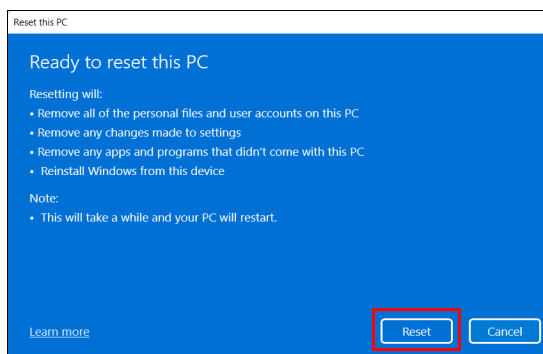 Reset this PC
Ready to reset this PC
Resetting will:
• Remove all of the personal files and user accounts on this PC
• Remove any changes made to settings
• Remove any apps and programs that didn't come with this PC
• Reinstall Windows from this device
Note:
• This will take a while and your PC will restart.
Learn more
Reset
Cancel